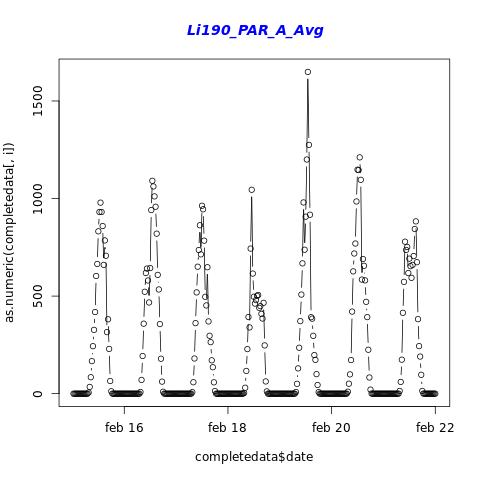 Li190_PAR_A_Avg
as.numeric(completedata[, i])
1500
1000
500
0
feb 16
feb 18
feb 20
feb 22
completedata$date